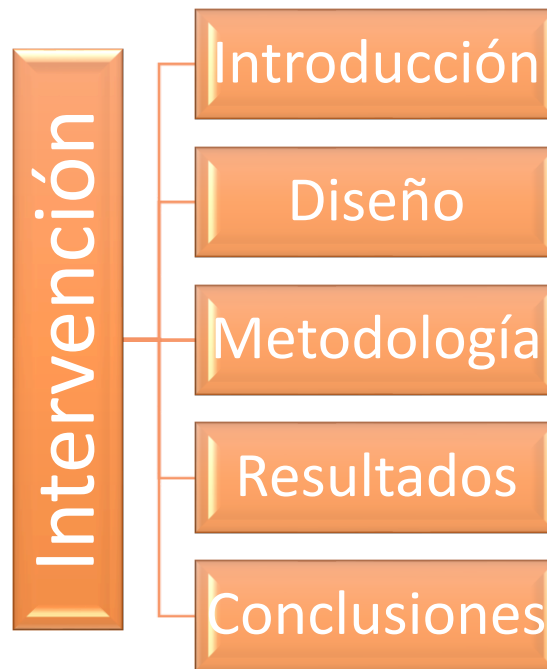 Intervención
Introducción
Diseño
Metodología
Resultados
Conclusiones